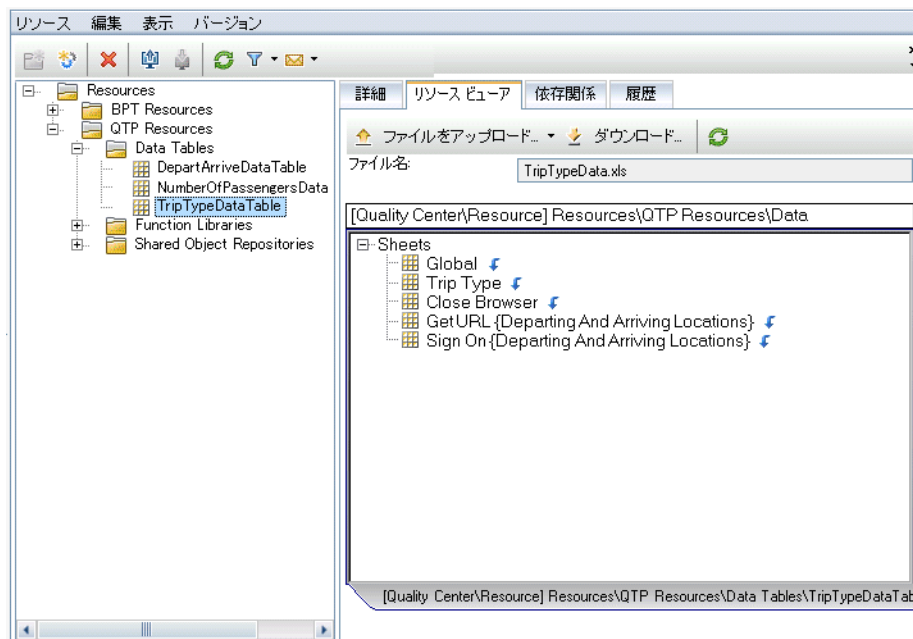 リソース 編集 表示 バージョン
Resources
BPT Resources
QTP Resources
Data Tables
DepartArriveDataTable
NumberOfPassengersData
TripTypeDataTable
Function Libraries
Shared Object Repositories
詳細 リソース ビューア 依存関係 履歴
ファイルをアップロード... ダウンロード...
ファイル名: TripTypeData.xls
[Quality Center\Resource] Resources\QTP Resources\Data
Sheets
Global
Trip Type
Close Browser
Get URL {Departing And Arriving Locations}
Sign On {Departing And Arriving Locations}
[Quality Center\Resource] Resources\QTP Resources\Data Tables\TripTypeDataTab